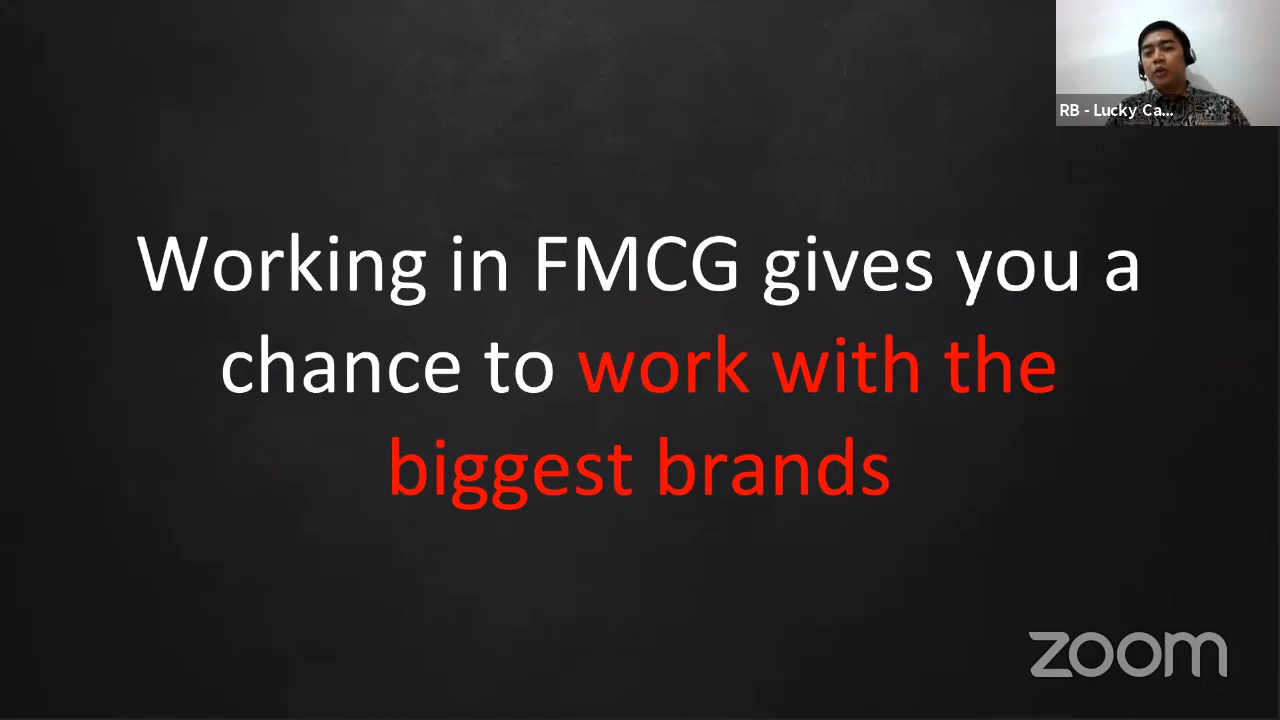 RB - Lucky Ca...
Working in FMCG gives you a
chance to work with the
biggest brands
zoom